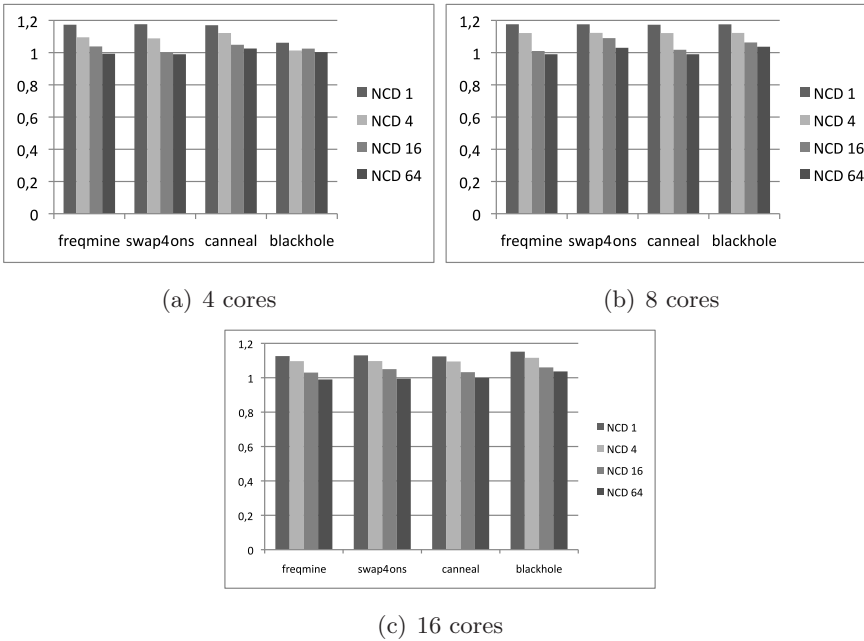 1,2
1
0,8
0,6
0,4
0,2
0
freqmine swap4ons canneal blackhole
NCD 1
NCD 4
NCD 16
NCD 64
(a) 4 cores
1,2
1
0,8
0,6
0,4
0,2
0
freqmine swap4ons canneal blackhole
NCD 1
NCD 4
NCD 16
NCD 64
(b) 8 cores
1,2
1
0,8
0,6
0,4
0,2
0
freqmine swap4ons canneal blackhole
NCD 1
NCD 4
NCD 16
NCD 64
(c) 16 cores